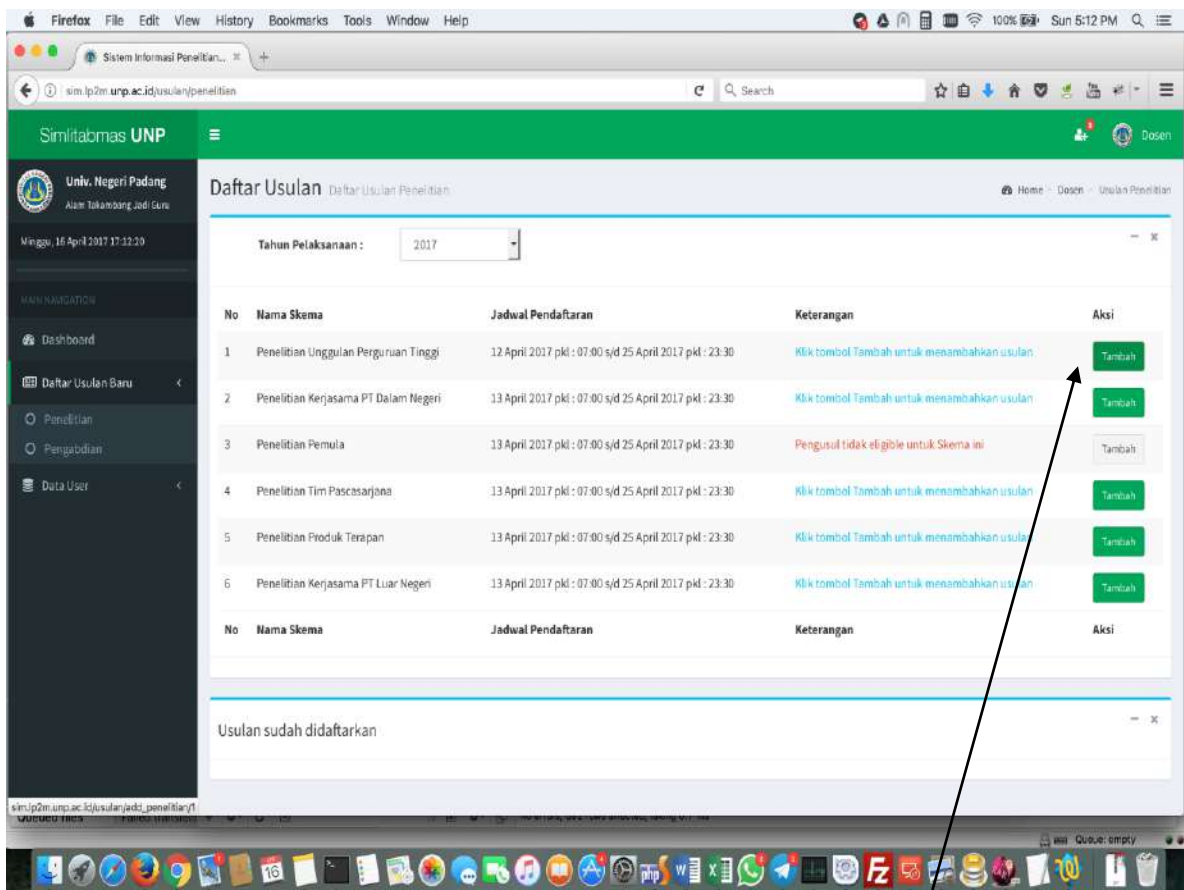 Firefox File Edit View History Bookmarks Tools Window Help 100% Sun 5:12 PM
Sistem Informasi Penelitian...
sim.lp2m.unp.ac.id/usulan/penelitian Search
Simlitabmas UNP Dosen
Univ. Negeri Padang
Alam Takambang Jadi Guru
Daftar Usulan Daftar Usulan Penelitian
Home Dosen Usulan Penelitian
Minggu, 16 April 2017 17:12:20
Tahun Pelaksanaan : 2017
MAIN NAVIGATION
Dashboard
Daftar Usulan Baru
Penelitian
Pengabdian
Data User
No Nama Skema Jadwal Pendaftaran Keterangan Aksi
1 Penelitian Unggulan Perguruan Tinggi 12 April 2017 pkl : 07:00 s/d 25 April 2017 pkl : 23:30 Klik tombol Tambah untuk menambahkan usulan Tambah
2 Penelitian Kerjasama PT Dalam Negeri 13 April 2017 pkl : 07:00 s/d 25 April 2017 pkl : 23:30 Klik tombol Tambah untuk menambahkan usulan Tambah
3 Penelitian Pemula 13 April 2017 pkl : 07:00 s/d 25 April 2017 pkl : 23:30 Pengusul tidak eligible untuk Skema ini Tambah
4 Penelitian Tim Pascasarjana 13 April 2017 pkl : 07:00 s/d 25 April 2017 pkl : 23:30 Klik tombol Tambah untuk menambahkan usulan Tambah
5 Penelitian Produk Terapan 13 April 2017 pkl : 07:00 s/d 25 April 2017 pkl : 23:30 Klik tombol Tambah untuk menambahkan usulan Tambah
6 Penelitian Kerjasama PT Luar Negeri 13 April 2017 pkl : 07:00 s/d 25 April 2017 pkl : 23:30 Klik tombol Tambah untuk menambahkan usulan Tambah
No Nama Skema Jadwal Pendaftaran Keterangan Aksi
Usulan sudah didaftarkan
sim.lp2m.unp.ac.id/usulan/add_penelitian/1
Queue: empty